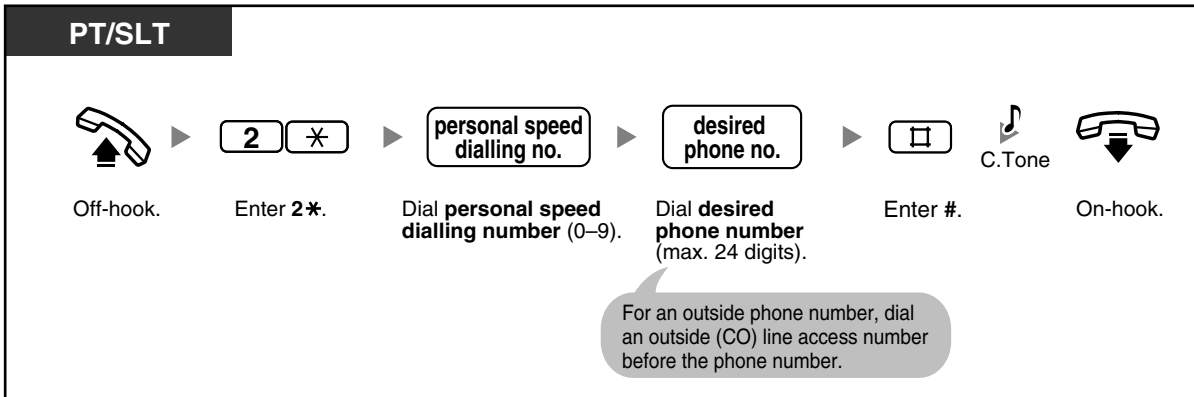 PT/SLT
2 ✳
personal speed
dialling no.
desired
phone no.
#
C.Tone
Off-hook.
Enter 2✳.
Dial personal speed
dialling number (0–9).
Dial desired
phone number
(max. 24 digits).
Enter #.
On-hook.
For an outside phone number, dial
an outside (CO) line access number
before the phone number.